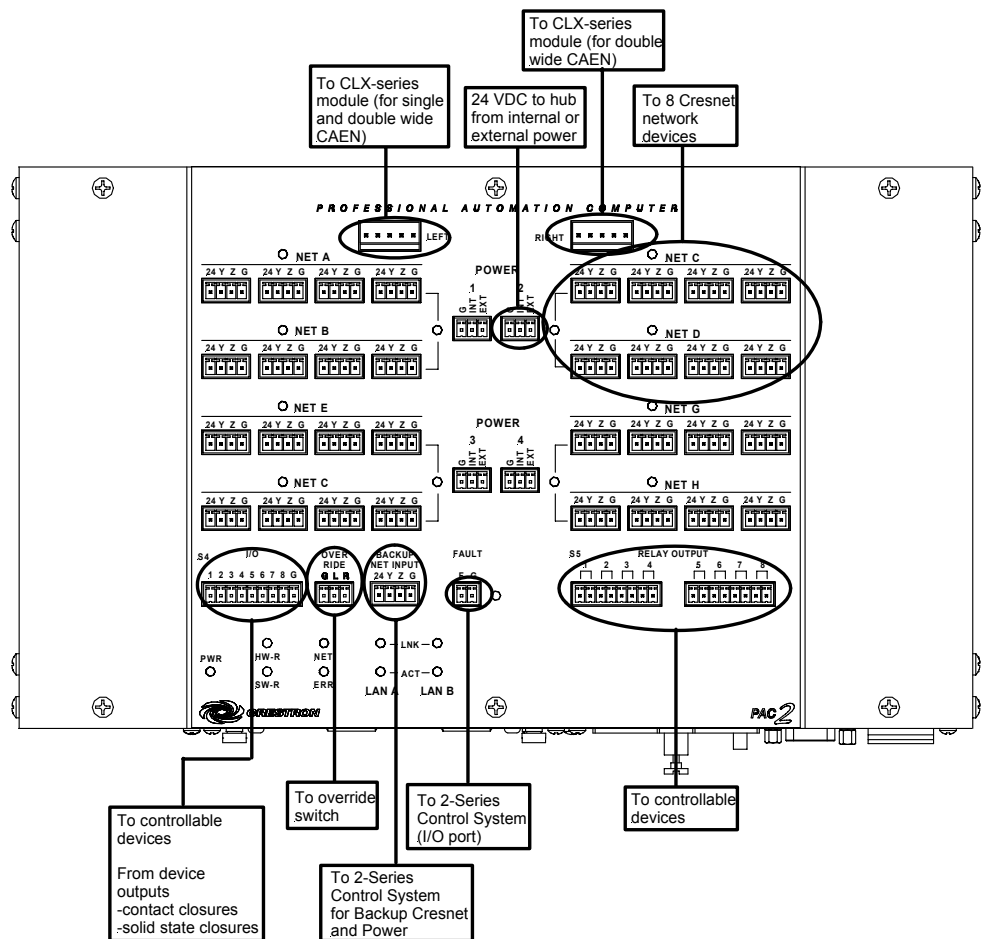 To CLX-series
module (for double
wide CAEN)
To CLX-series
module (for single
and double wide
CAEN)
24 VDC to hub
from internal or
external power
To 8 Cresnet
network
devices
PROFESSIONAL AUTOMATION COMPUTER
LEFT
RIGHT
NET A
24 Y Z G 24 Y Z G 24 Y Z G 24 Y Z G
POWER
1 2
G INT EXT G INT EXT
NET C
24 Y Z G 24 Y Z G 24 Y Z G 24 Y Z G
NET B
24 Y Z G 24 Y Z G 24 Y Z G 24 Y Z G
NET D
24 Y Z G 24 Y Z G 24 Y Z G 24 Y Z G
NET E
24 Y Z G 24 Y Z G 24 Y Z G 24 Y Z G
POWER
3 4
G INT EXT G INT EXT
NET G
24 Y Z G 24 Y Z G 24 Y Z G 24 Y Z G
NET C
24 Y Z G 24 Y Z G 24 Y Z G 24 Y Z G
NET H
24 Y Z G 24 Y Z G 24 Y Z G 24 Y Z G
S4 I/O
1 2 3 4 5 6 7 8 G
OVER
RIDE
G L R
BACKUP
NET INPUT
24 Y Z G
FAULT
F G
S5 RELAY OUTPUT
1 2 3 4 5 6 7 8
PWR
HW-R
SW-R
NET
ERR
LNK
ACT
LAN A LAN B
CRESTRON
PAC2
To controllable
devices
From device
outputs
-contact closures
-solid state closures
To override
switch
To 2-Series
Control System
for Backup Cresnet
and Power
To 2-Series
Control System
(I/O port)
To controllable
devices